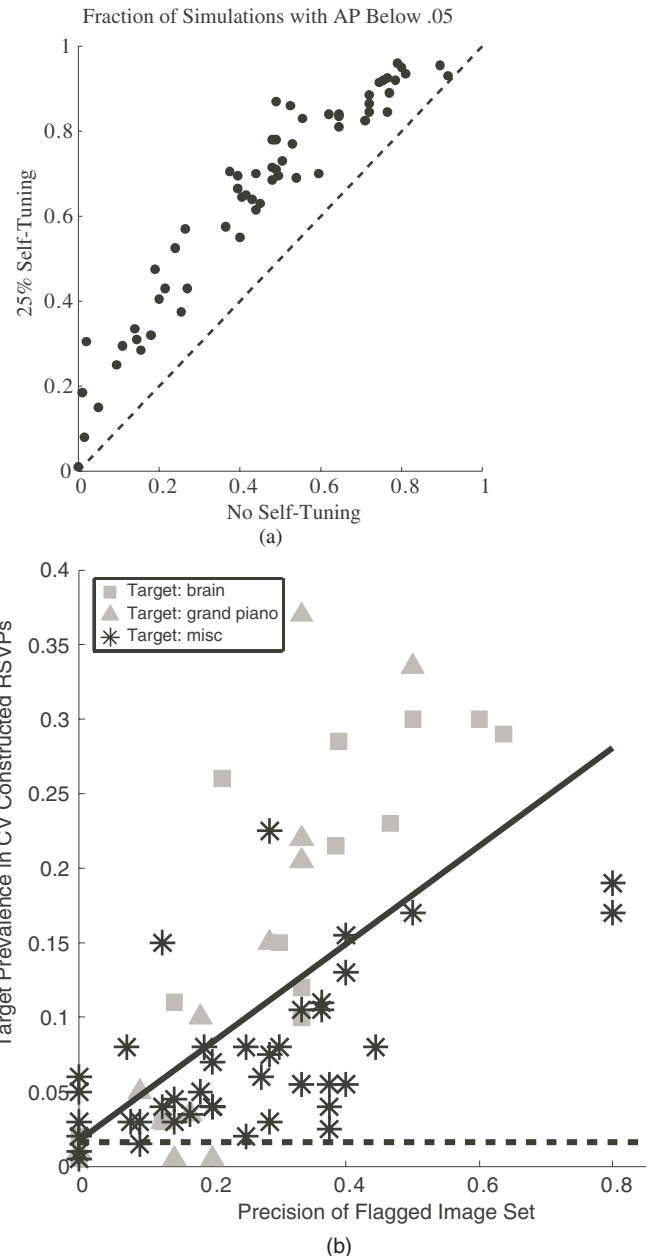 Fraction of Simulations with AP Below .05
1
0.8
0.6
0.4
0.2
0
25% Self-Tuning
0 0.2 0.4 0.6 0.8 1
No Self-Tuning
(a)
0.4
0.35
0.3
0.25
0.2
0.15
0.1
0.05
0
Target: brain
Target: grand piano
Target: misc
Target Prevalence in CV Constructed RSVPs
0 0.2 0.4 0.6 0.8
Precision of Flagged Image Set
(b)